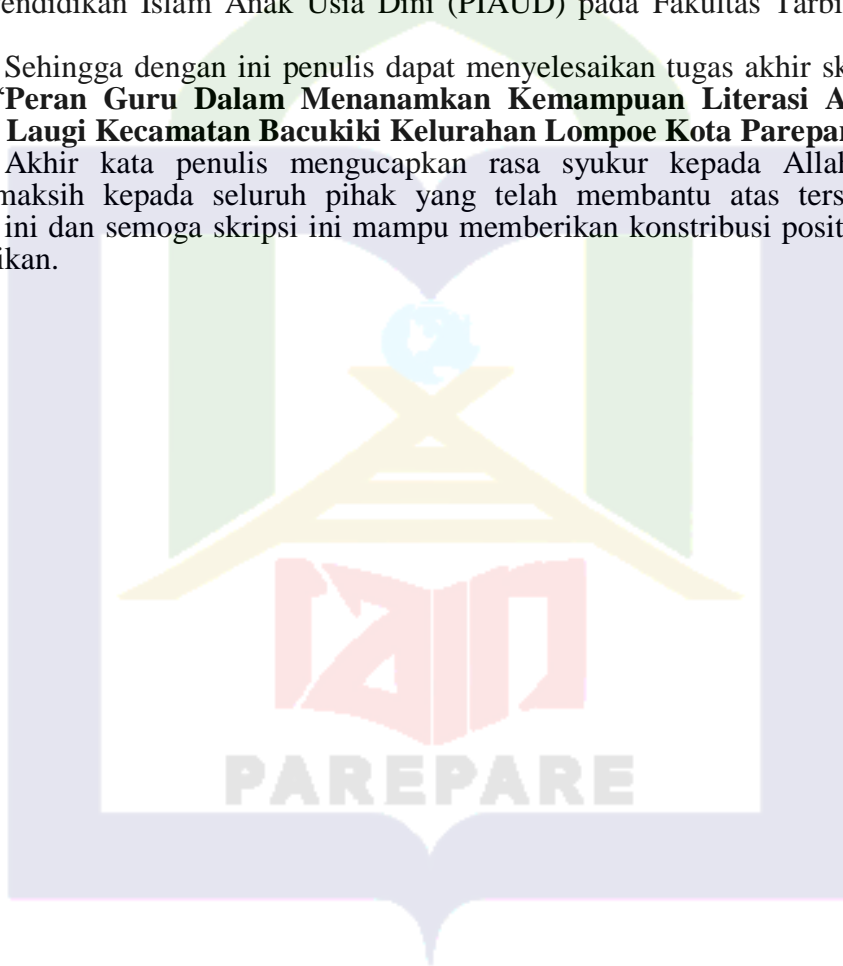 endidikan Islam Anak Usia Dini (PIAUD) pada Fakultas Tarbi
Sehingga dengan ini penulis dapat menyelesaikan tugas akhir sk
"Peran Guru Dalam Menanamkan Kemampuan Literasi A
Laugi Kecamatan Bacukiki Kelurahan Lompoe Kota Parepar
Akhir kata penulis mengucapkan rasa syukur kepada Allah
maksih kepada seluruh pihak yang telah membantu atas ters
ini dan semoga skripsi ini mampu memberikan konstribusi posit
ikan.
iain
PAREPARE